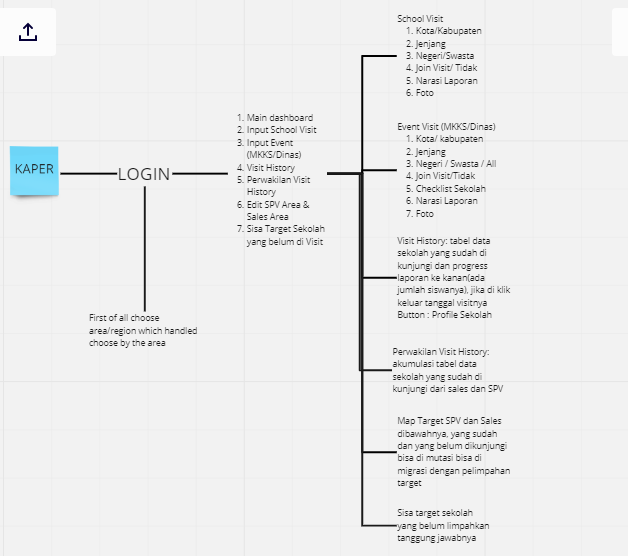 KAPER
LOGIN
First of all choose
area/region which handled
choose by the area
1. Main dashboard
2. Input School Visit
3. Input Event
(MKKS/Dinas)
4. Visit History
5. Perwakilan Visit
History
6. Edit SPV Area &
Sales Area
7. Sisa Target Sekolah
yang belum di Visit
School Visit
1. Kota/Kabupaten
2. Jenjang
3. Negeri/Swasta
4. Join Visit/ Tidak
5. Narasi Laporan
6. Foto
Event Visit (MKKS/Dinas)
1. Kota/ kabupaten
2. Jenjang
3. Negeri / Swasta / All
4. Join Visit/Tidak
5. Checklist Sekolah
6. Narasi Laporan
7. Foto
Visit History: tabel data
sekolah yang sudah di
kunjungi dan progress
laporan ke kanan(ada
jumlah siswanya), jika di klik
keluar tanggal visitnya
Button : Profile Sekolah
Perwakilan Visit History:
akumulasi tabel data
sekolah yang sudah di
kunjungi dari sales dan SPV
Map Target SPV dan Sales
dibawahnya, yang sudah
dan yang belum dikunjungi
bisa di mutasi bisa di
migrasi dengan pelimpahan
target
Sisa target sekolah
yang belum limpahkan
tanggung jawabnya